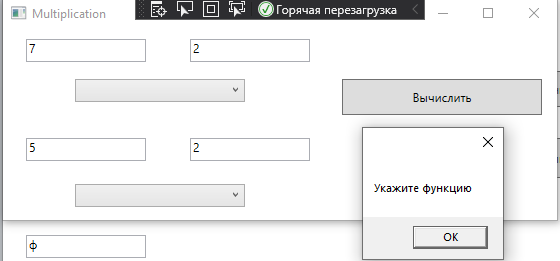 Multiplication
Горячая перезагрузка
7
2
Вычислить
5
2
Укажите функцию
OK
ф